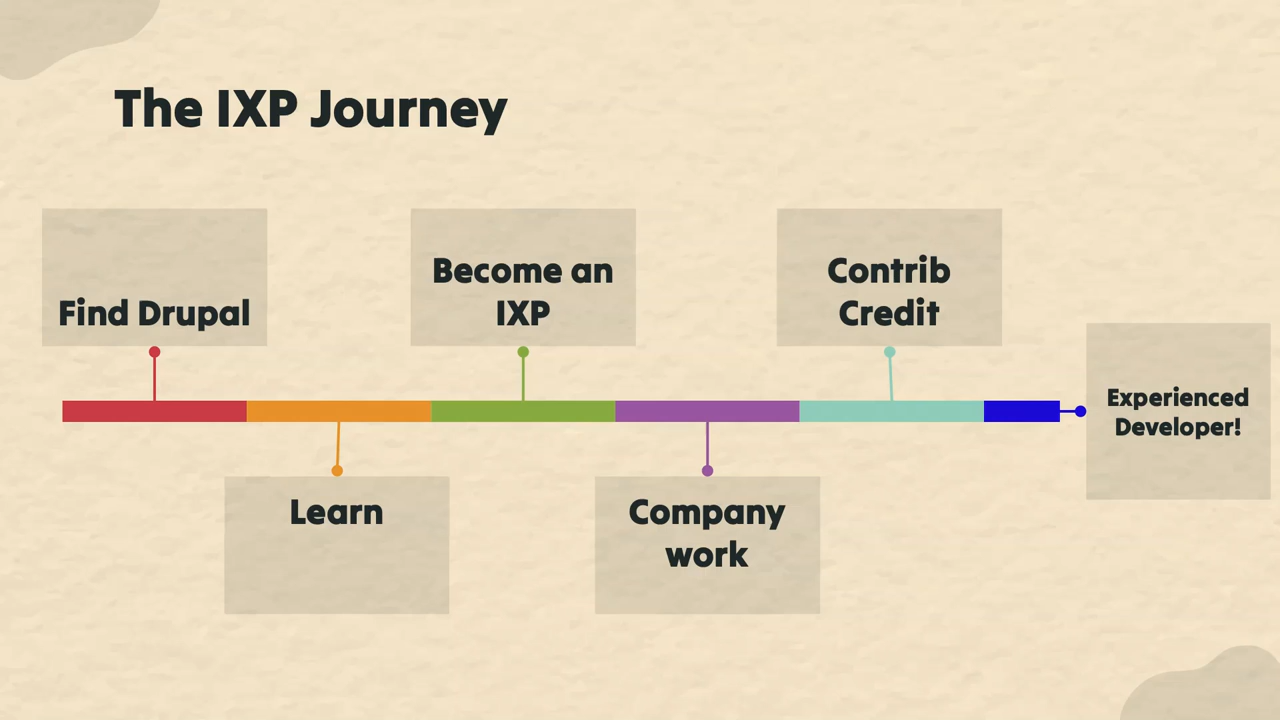 The IXP Journey
Find Drupal
Learn
Become an
IXP
Company
work
Contrib
Credit
Experienced
Developer!